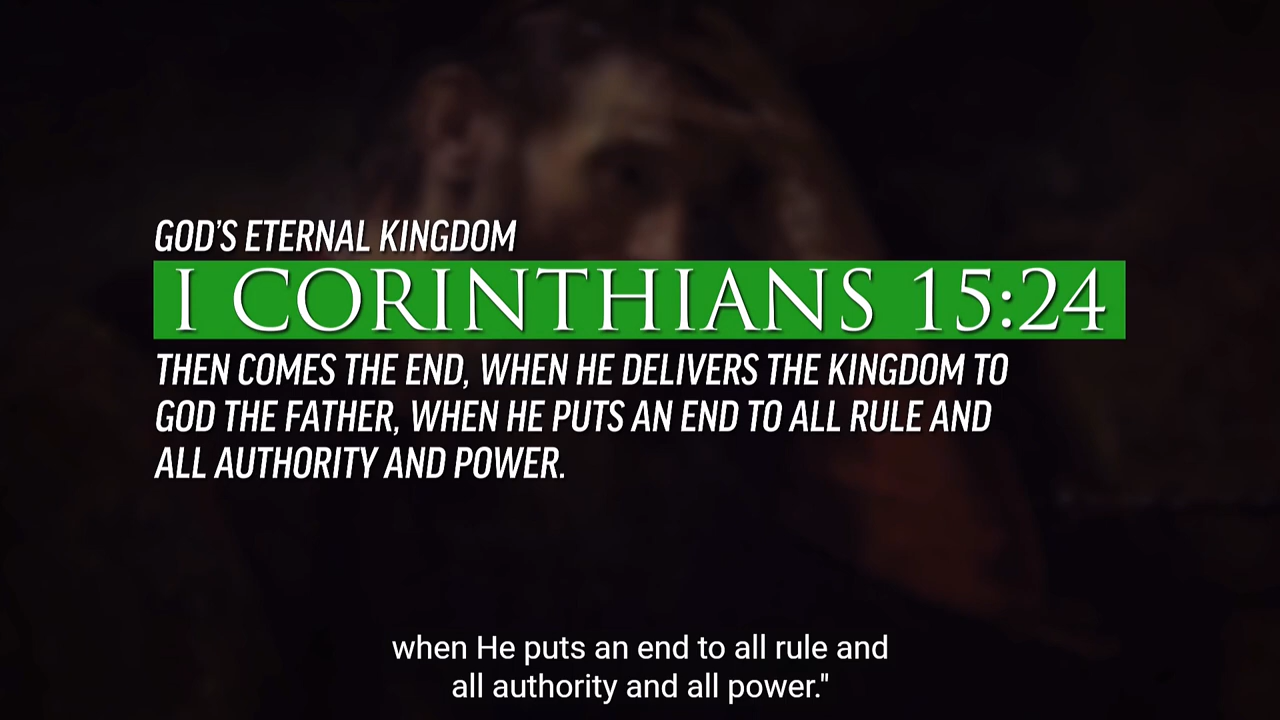 GOD'S ETERNAL KINGDOM
I CORINTHIANS 15:24
THEN COMES THE END, WHEN HE DELIVERS THE KINGDOM TO
GOD THE FATHER, WHEN HE PUTS AN END TO ALL RULE AND
ALL AUTHORITY AND POWER.
when He puts an end to all rule and
all authority and all power."